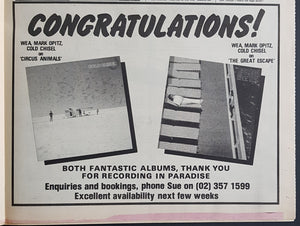 CONGRATULATIONS!
WEA, MARK OPITZ,
COLD CHISEL
on
'CIRCUS ANIMALS'
WEA, MARK OPITZ,
COLD CHISEL
on
'THE GREAT ESCAPE'
BOTH FANTASTIC ALBUMS, THANK YOU
FOR RECORDING IN PARADISE
Enquiries and bookings, phone Sue on (02) 357 1599
Excellent availability next few weeks